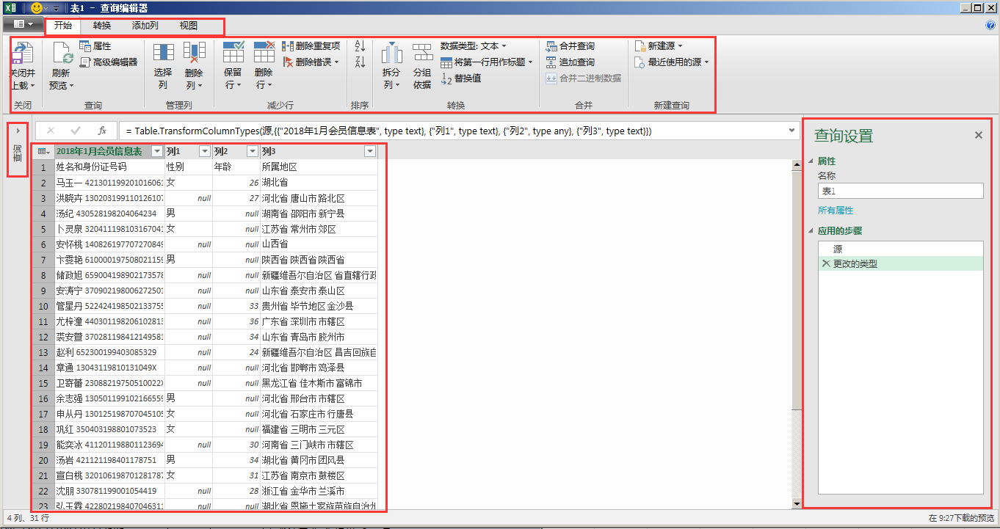 表1 - 查询编辑器
开始 转换 添加列 视图
关闭并上载 刷新预览 属性 高级编辑器 选择列 删除列 保留行 删除行 删除重复项 删除错误 拆分列 分组依据 数据类型: 文本 将第一行用作标题 替换值 合并查询 追加查询 合并二进制数据 新建源 最近使用的源
关闭 查询 管理列 减少行 排序 转换 合并 新建查询
查询
fx = Table.TransformColumnTypes(源,{{"2018年1月会员信息表", type text}, {"列1", type text}, {"列2", type any}, {"列3", type text}})
2018年1月会员信息表 列1 列2 列3
1 姓名和身份证号码 性别 年龄 所属地区
2 马玉一 421301199201016061 女 26 湖北省
3 洪晓卉 130203199110126107 null 27 河北省 唐山市 路北区
4 汤纪 430528198204064234 男 null 湖南省 邵阳市 新宁县
5 卜灵泉 320411198103167041 女 null 江苏省 常州市 郊区
6 安怀桃 140826197707270849 null null 山西省
7 卞雯艳 610000197508021159 男 null 陕西省 陕西省 陕西省
8 储政旭 659004198902173578 null null 新疆维吾尔自治区 省直辖行政
9 安涛宁 370902198006272501 null null 山东省 泰安市 泰山区
10 管星丹 522424198502133755 null 33 贵州省 毕节地区 金沙县
11 尤梓潼 440301198206102813 null 36 广东省 深圳市 市辖区
12 裘安萱 370281198412149581 null 34 山东省 青岛市 胶州市
13 赵利 652300199403085329 null 24 新疆维吾尔自治区 昌吉回族自
14 章通 13043119810131049X null null 河北省 邯郸市 鸡泽县
15 卫寄蕾 23088219750510022X null null 黑龙江省 佳木斯市 富锦市
16 余志强 130501199102166559 男 null 河北省 邢台市 市辖区
17 申从丹 130125198707045105 女 null 河北省 石家庄市 行唐县
18 巩红 350403198801073523 女 null 福建省 三明市 三元区
19 能奕冰 411201198801123694 null 30 河南省 三门峡市 市辖区
20 汤岩 421121198401178751 男 34 湖北省 黄冈市 团风县
21 宣白桃 320106198701281787 女 31 江苏省 南京市 鼓楼区
22 沈朋 330781199001054419 null 28 浙江省 金华市 兰溪市
23 弘玉霖 422802198407046311 null null 湖北省 恩施土家族苗族自治州
查询设置
属性
名称
表1
所有属性
应用的步骤
源
更改的类型
4 列、31 行 在 9:27下载的预览